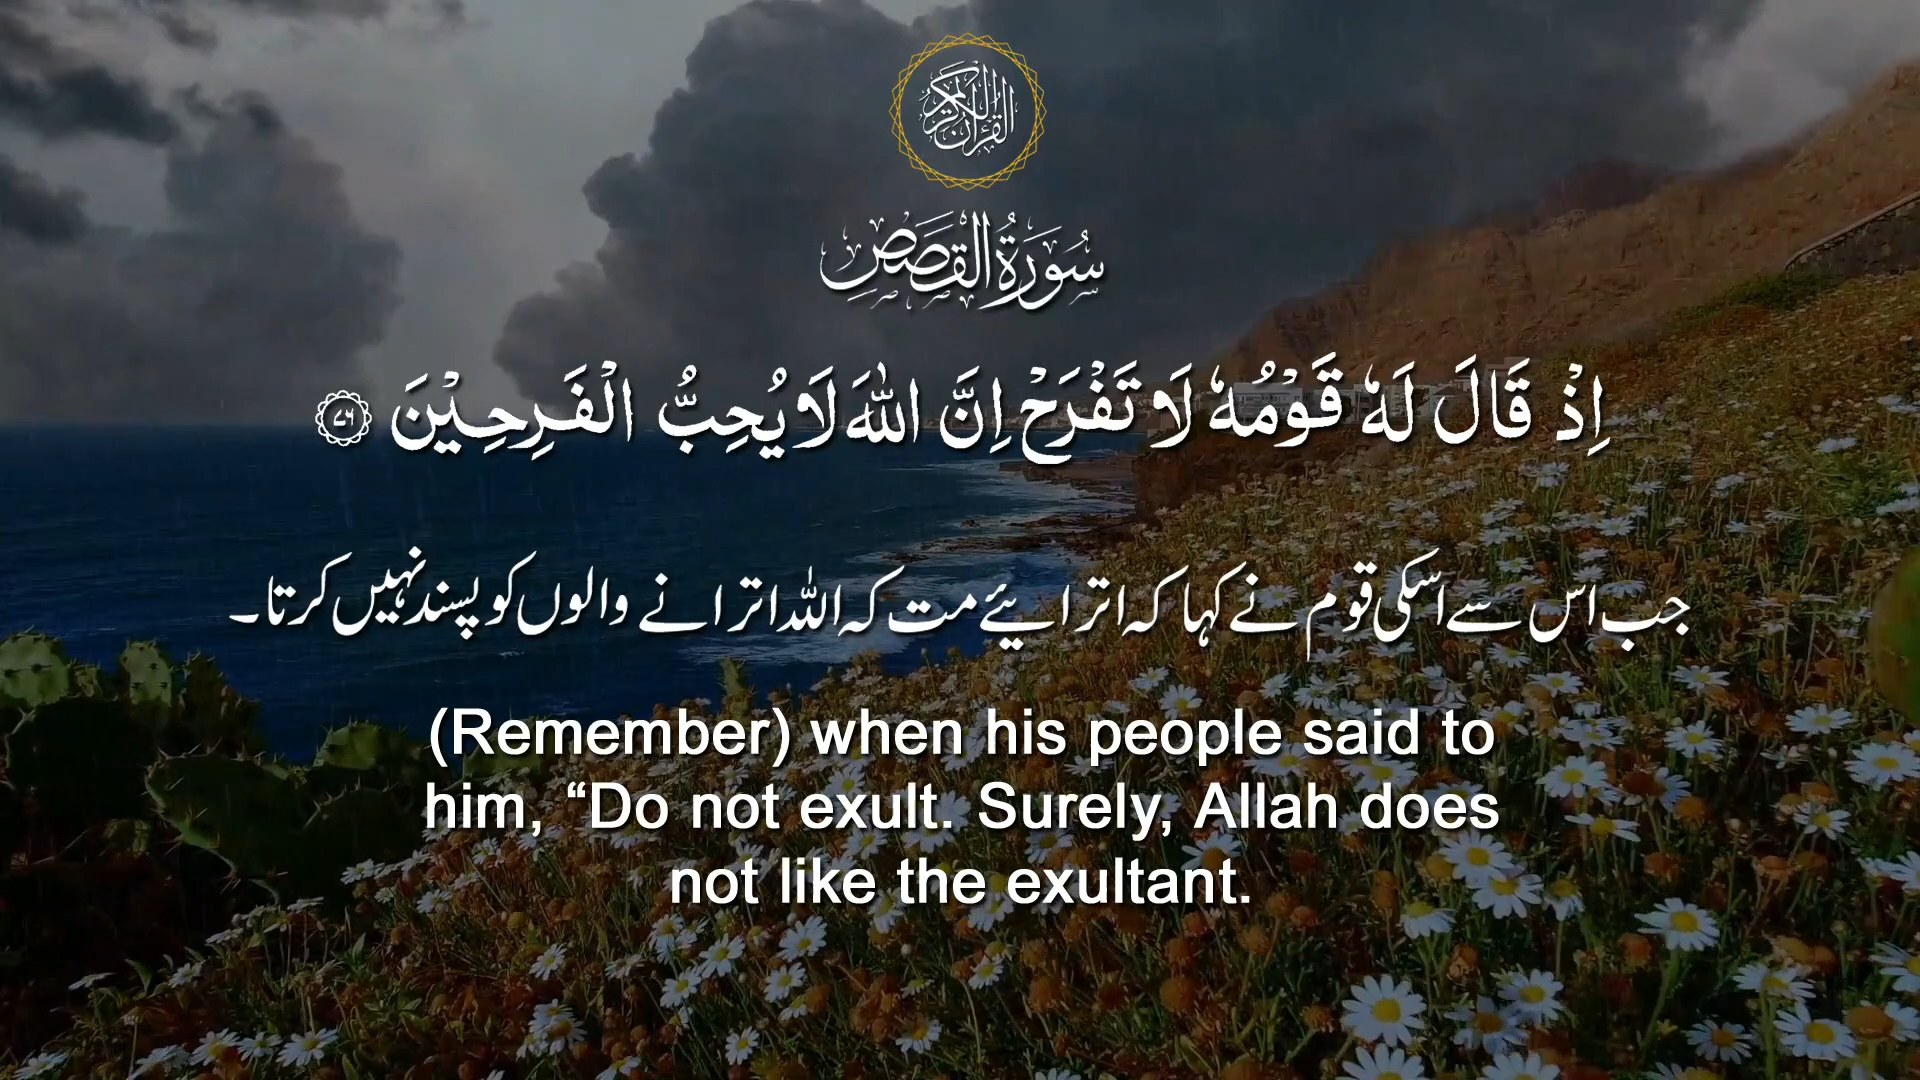 القرآن الكريم
سُورَةُ القَصَصِ
اِذْ قَالَ لَهٗ قَوْمُهٗ لَا تَفْرَحْ اِنَّ اللّٰهَ لَا يُحِبُّ الْفَرِحِيْنَ ﴿۷۶﴾
جب اس سے اسکی قوم نے کہا کہ اترایئے مت کہ اللہ اترانے والوں کو پسند نہیں کرتا۔
(Remember) when his people said to
him, “Do not exult. Surely, Allah does
not like the exultant.